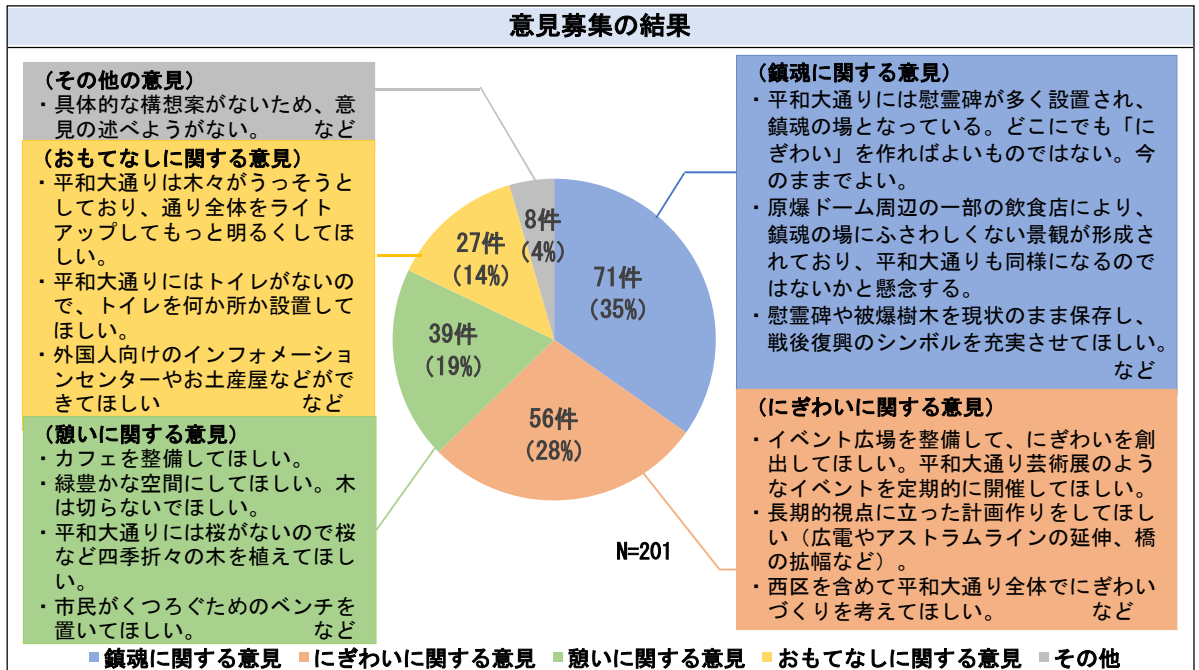 意見募集の結果
（その他の意見）
・具体的な構想案がないため、意
見の述べようがない。　　など
（おもてなしに関する意見）
・平和大通りは木々がうっそうと
しており、通り全体をライト
アップしてもっと明るくしてほ
しい。
・平和大通りにはトイレがないの
で、トイレを何か所か設置して
ほしい。
・外国人向けのインフォメーショ
ンセンターやお土産屋などがで
きてほしい　　　　　　など
（憩いに関する意見）
・カフェを整備してほしい。
・緑豊かな空間にしてほしい。木
は切らないでほしい。
・平和大通りには桜がないので桜
など四季折々の木を植えてほし
い。
・市民がくつろぐためのベンチを
置いてほしい。　　　　など
8件
(4%)
27件
(14%)
39件
(19%)
71件
(35%)
56件
(28%)
N=201
（鎮魂に関する意見）
・平和大通りには慰霊碑が多く設置され、
鎮魂の場となっている。どこにでも「に
ぎわい」を作ればよいものではない。今
のままでよい。
・原爆ドーム周辺の一部の飲食店により、
鎮魂の場にふさわしくない景観が形成さ
れており、平和大通りも同様になるので
はないかと懸念する。
・慰霊碑や被爆樹木を現状のまま保存し、
戦後復興のシンボルを充実させてほしい。
など
（にぎわいに関する意見）
・イベント広場を整備して、にぎわいを創
出してほしい。平和大通り芸術展のよう
なイベントを定期的に開催してほしい。
・長期的視点に立った計画作りをしてほし
い（広電やアストラムラインの延伸、橋
の拡幅など）。
・西区を含めて平和大通り全体でにぎわい
づくりを考えてほしい。　　　　など
鎮魂に関する意見　にぎわいに関する意見　憩いに関する意見　おもてなしに関する意見　その他